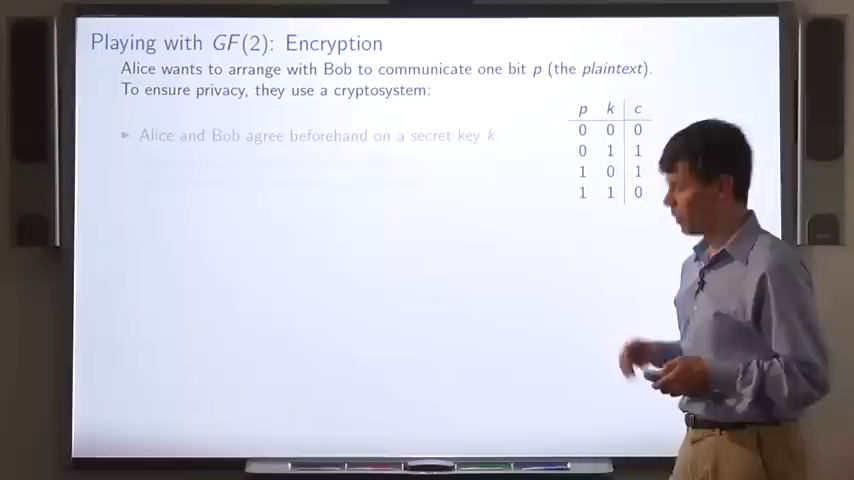 Playing with GF(2): Encryption
Alice wants to arrange with Bob to communicate one bit p (the plaintext).
To ensure privacy, they use a cryptosystem:
▶ Alice and Bob agree beforehand on a secret key k.
p k c
0 0 0
0 1 1
1 0 1
1 1 0